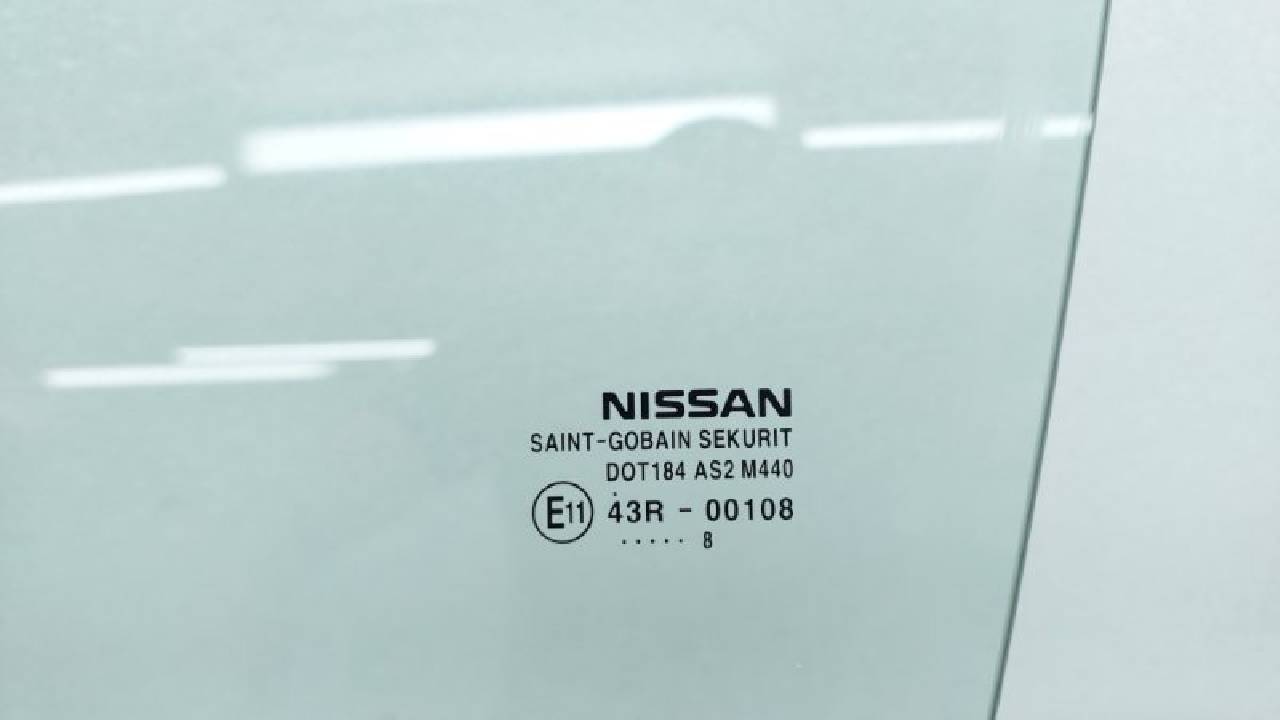 NISSAN
SAINT-GOBAIN SEKURIT
DOT184 AS2 M440
E11 43R - 00108
..... 8